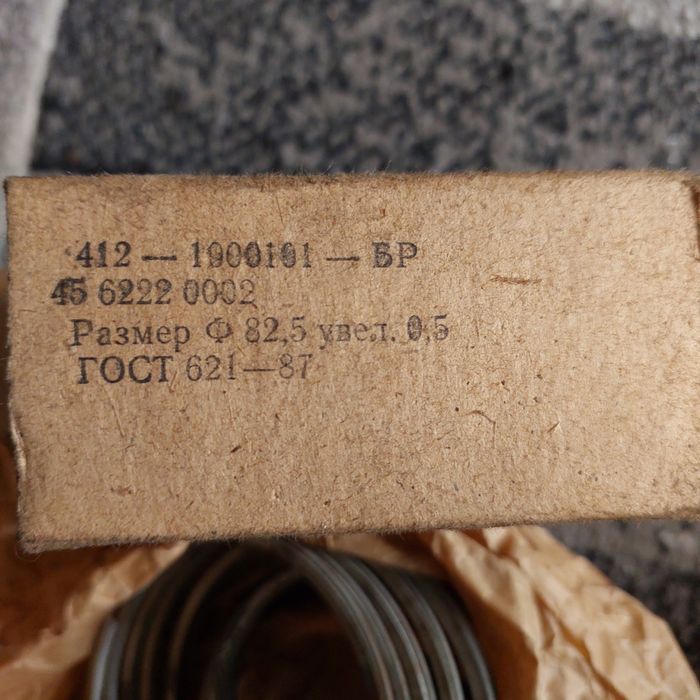 412 — 1000101 — БР
45 6222 0002
Размер Ф 82,5 увел. 0,5
ГОСТ 621—87